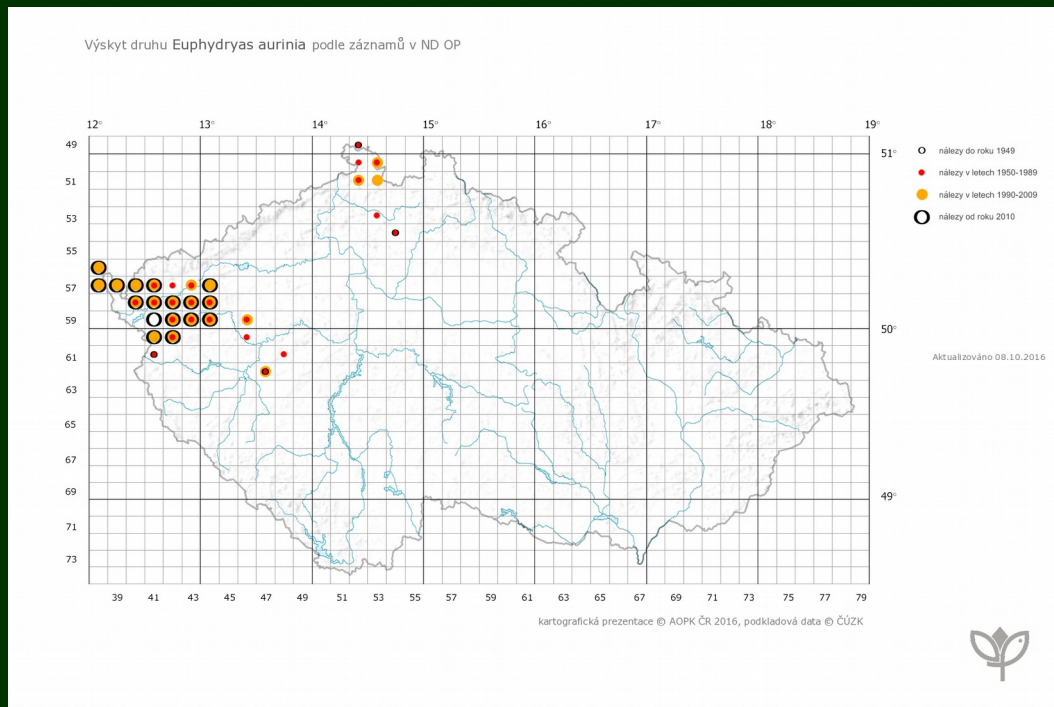 Výskyt druhu Euphydryas aurinia podle záznamů v ND OP
12° 13° 14° 15° 16° 17° 18° 19°
49
51
53
55
57
59
61
63
65
67
69
71
73
51°
50°
49°
nálezy do roku 1949
nálezy v letech 1950-1989
nálezy v letech 1990-2009
nálezy od roku 2010
Aktualizováno 08.10.2016
39 41 43 45 47 49 51 53 55 57 59 61 63 65 67 69 71 73 75 77 79
kartografická prezentace © AOPK ČR 2016, podkladová data © ČÚZK